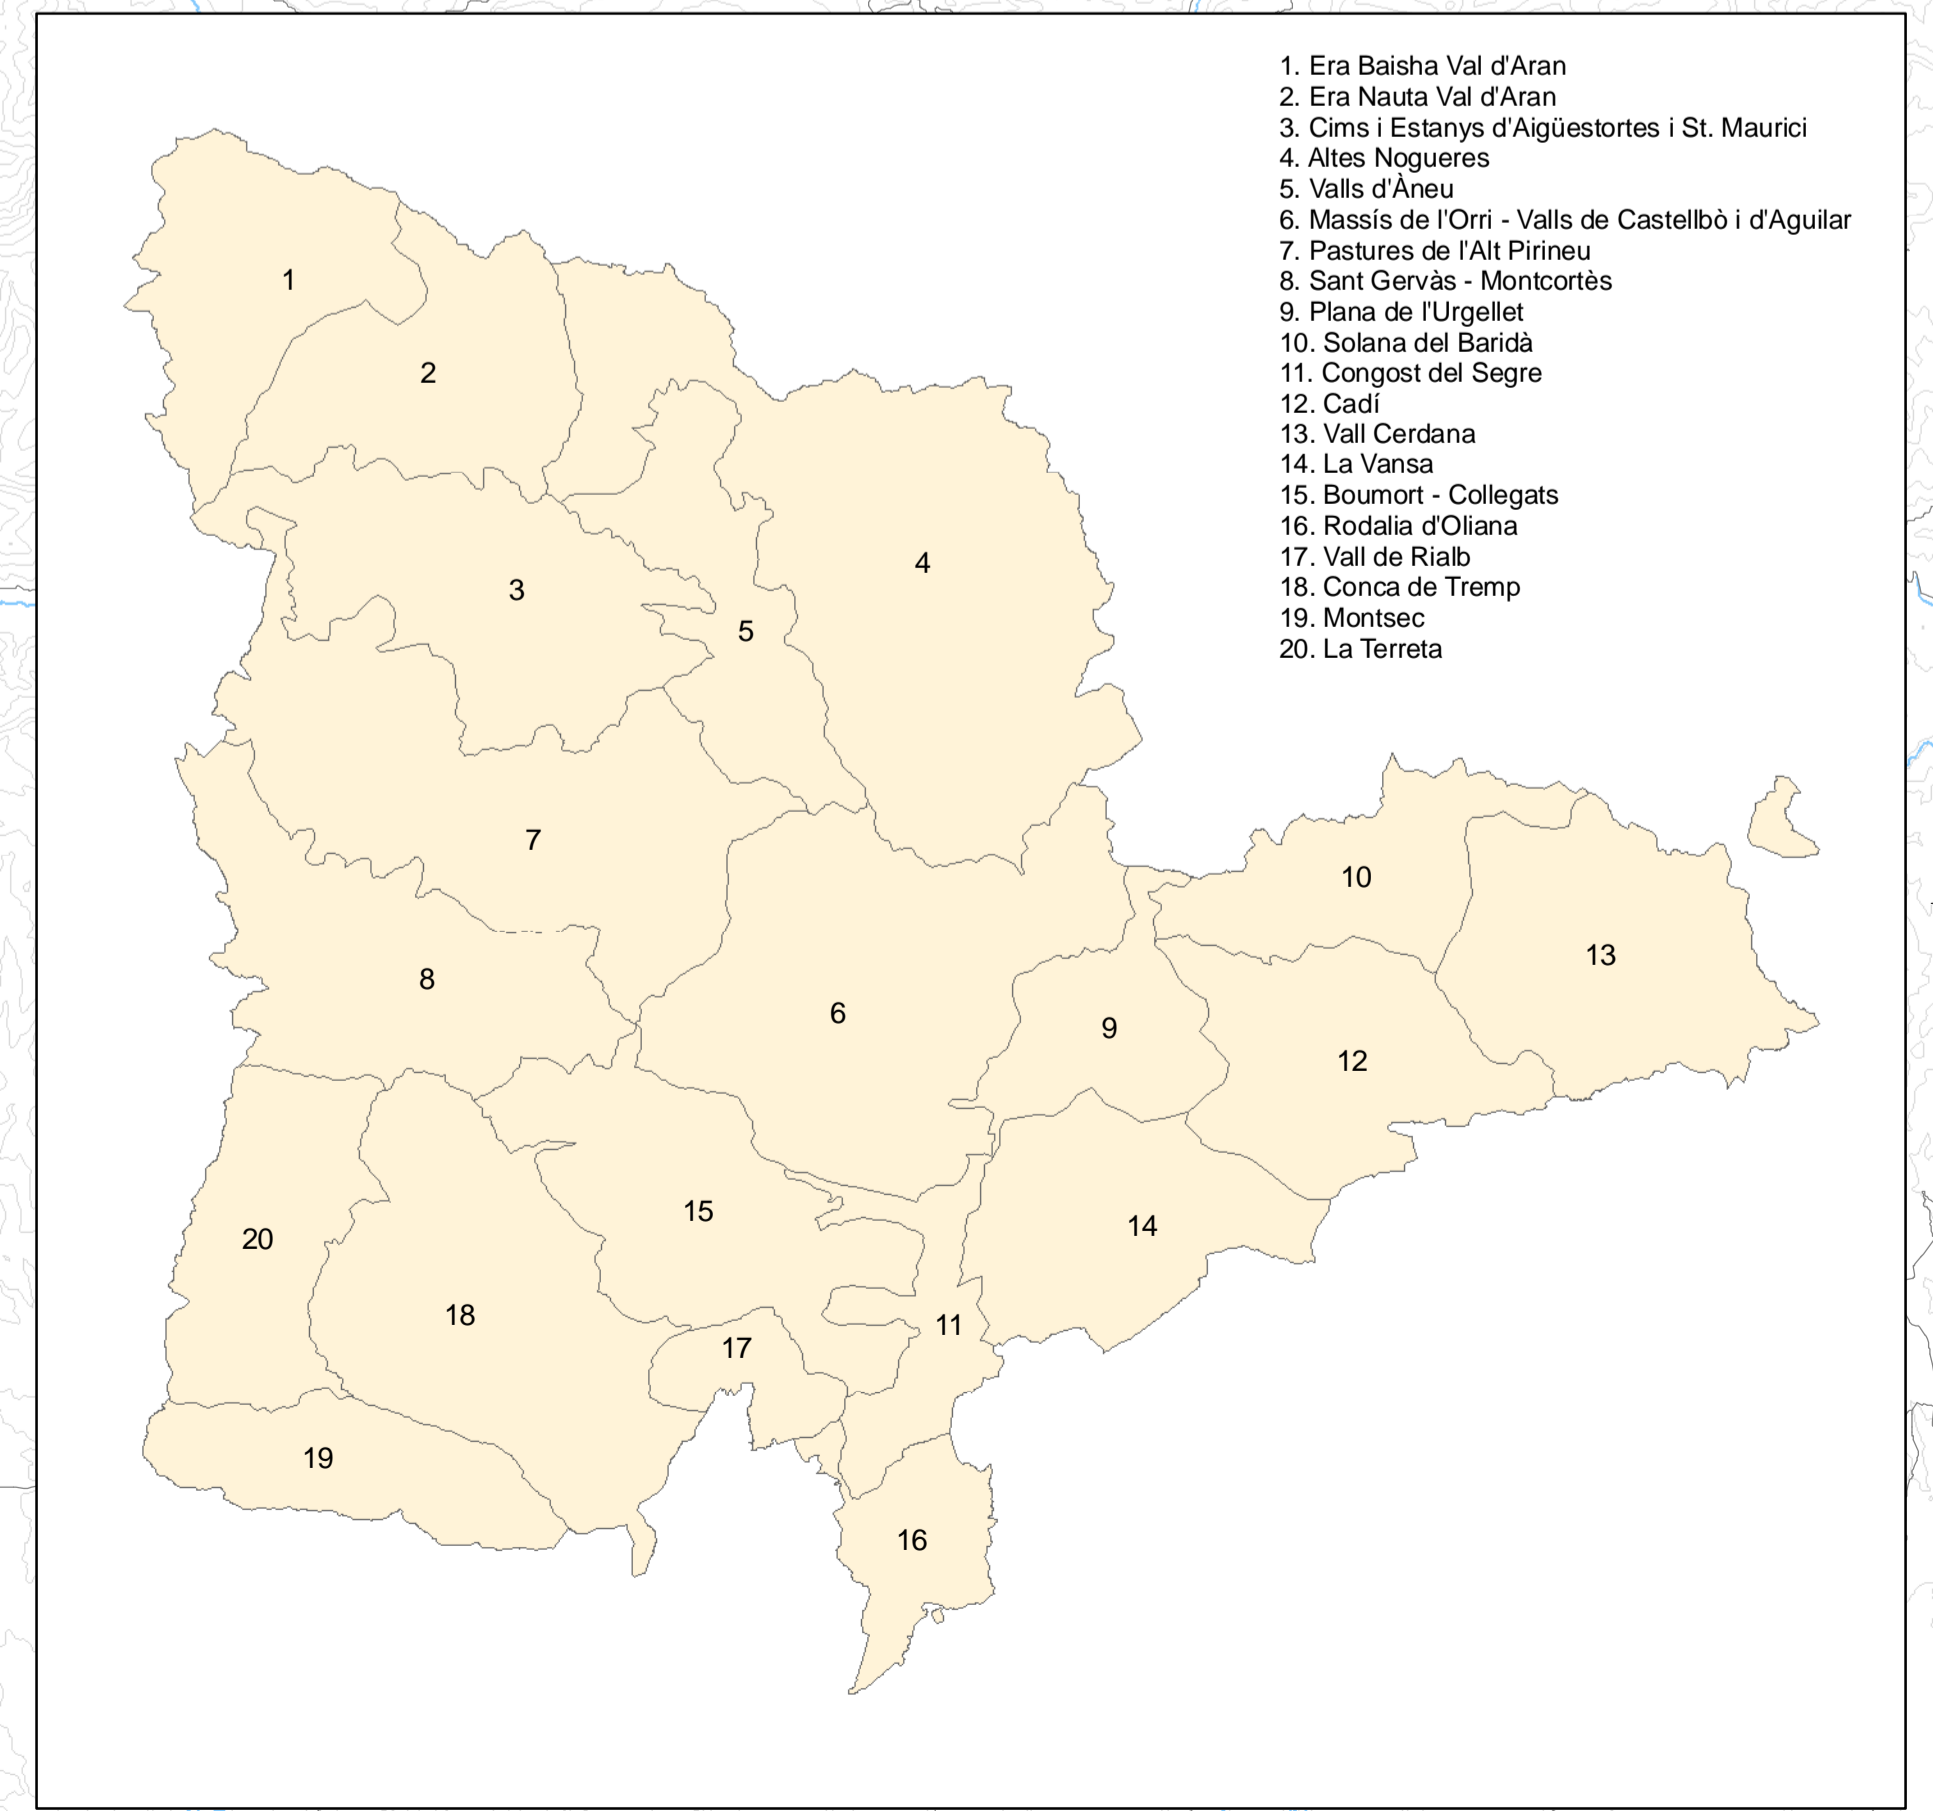 1. Era Baisha Val d'Aran
2. Era Nauta Val d'Aran
3. Cims i Estanys d'Aigüestortes i St. Maurici
4. Altes Nogueres
5. Valls d'Àneu
6. Massís de l'Orri - Valls de Castellbò i d'Aguilar
7. Pastures de l'Alt Pirineu
8. Sant Gervàs - Montcortès
9. Plana de l'Urgellet
10. Solana del Baridà
11. Congost del Segre
12. Cadí
13. Vall Cerdana
14. La Vansa
15. Boumort - Collegats
16. Rodalia d'Oliana
17. Vall de Rialb
18. Conca de Tremp
19. Montsec
20. La Terreta
1
2
3
4
5
7
10
8
13
6
9
12
15
14
20
18
11
17
19
16